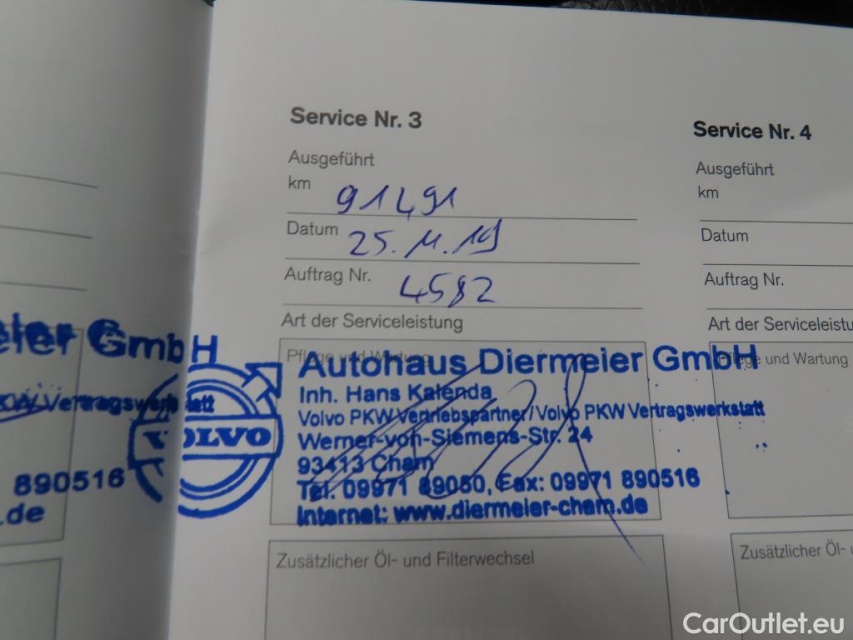 Service Nr. 3
Ausgeführt
km 91491
Datum 25.11.19
Auftrag Nr. 4582
Art der Serviceleistung
Pflege und Wartung
Autohaus Diermeier GmbH
Inh. Hans Kalenda
Volvo PKW Vertriebspartner/Volvo PKW Vertragswerkstatt
Werner-von-Siemens-Str. 24
93413 Cham
Tel. 09971 89050, Fax: 09971 890516
Internet: www.diermeier-cham.de
VOLVO
Zusätzlicher Öl- und Filterwechsel
Service Nr. 4
Ausgeführt
km
Datum
Auftrag Nr.
Art der Serviceleistu
Pflege und Wartung
Zusätzlicher Öl-
eier GmbH
KW Vertragswerkstatt
890516
.de
CarOutlet.eu